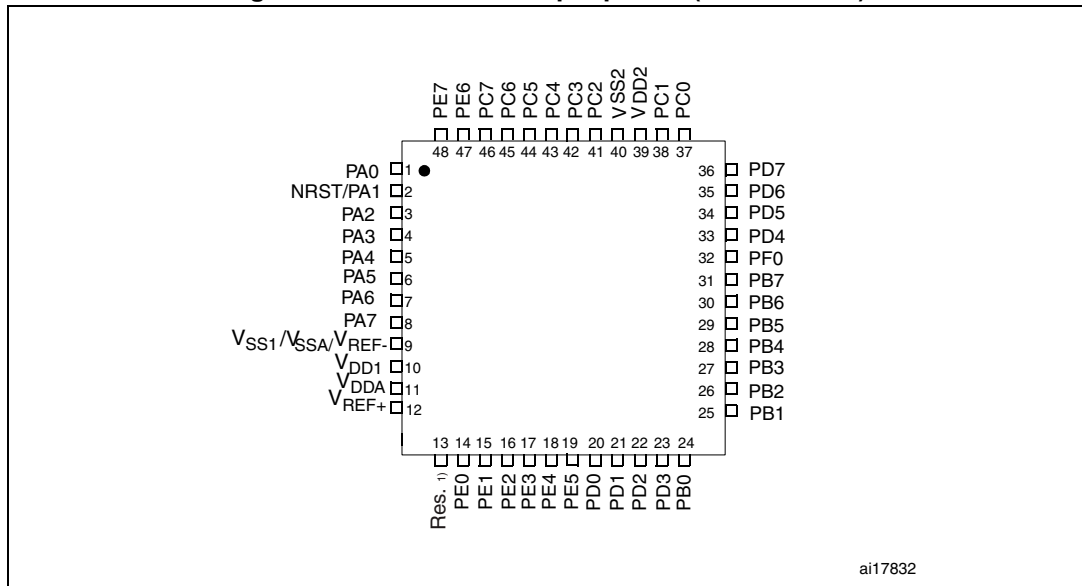 PE7 PE6 PC7 PC6 PC5 PC4 PC3 PC2 VSS2 VDD2 PC1 PC0
48 47 46 45 44 43 42 41 40 39 38 37
PA0 1
NRST/PA1 2
PA2 3
PA3 4
PA4 5
PA5 6
PA6 7
PA7 8
VSS1/VSSA/VREF- 9
VDD1 10
VDDA 11
VREF+ 12
36 PD7
35 PD6
34 PD5
33 PD4
32 PF0
31 PB7
30 PB6
29 PB5
28 PB4
27 PB3
26 PB2
25 PB1
13 14 15 16 17 18 19 20 21 22 23 24
Res. 1) PE0 PE1 PE2 PE3 PE4 PE5 PD0 PD1 PD2 PD3 PB0
ai17832